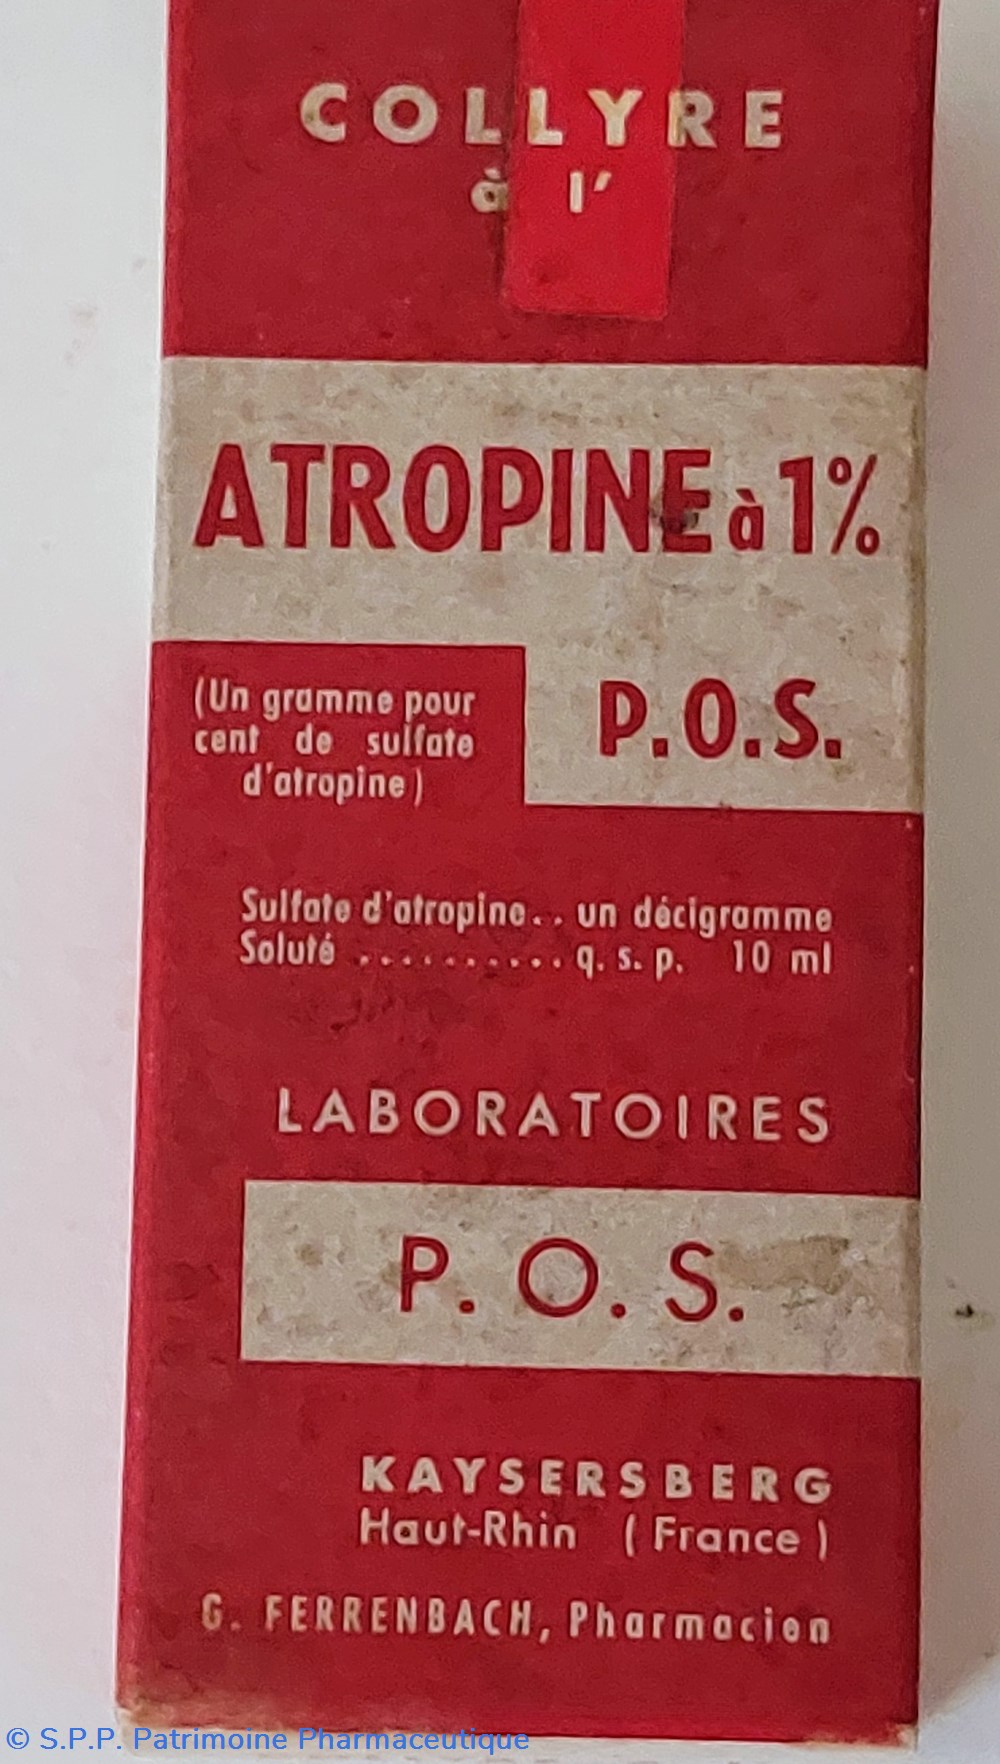 COLLYRE
à l'
ATROPINE à 1%
P.O.S.
(Un gramme pour
cent de sulfate
d'atropine)
Sulfate d'atropine.. un décigramme
Soluté .......... q. s. p. 10 ml
LABORATOIRES
P. O. S.
KAYSERSBERG
Haut-Rhin (France)
G. FERRENBACH, Pharmacien
© S.P.P. Patrimoine Pharmaceutique